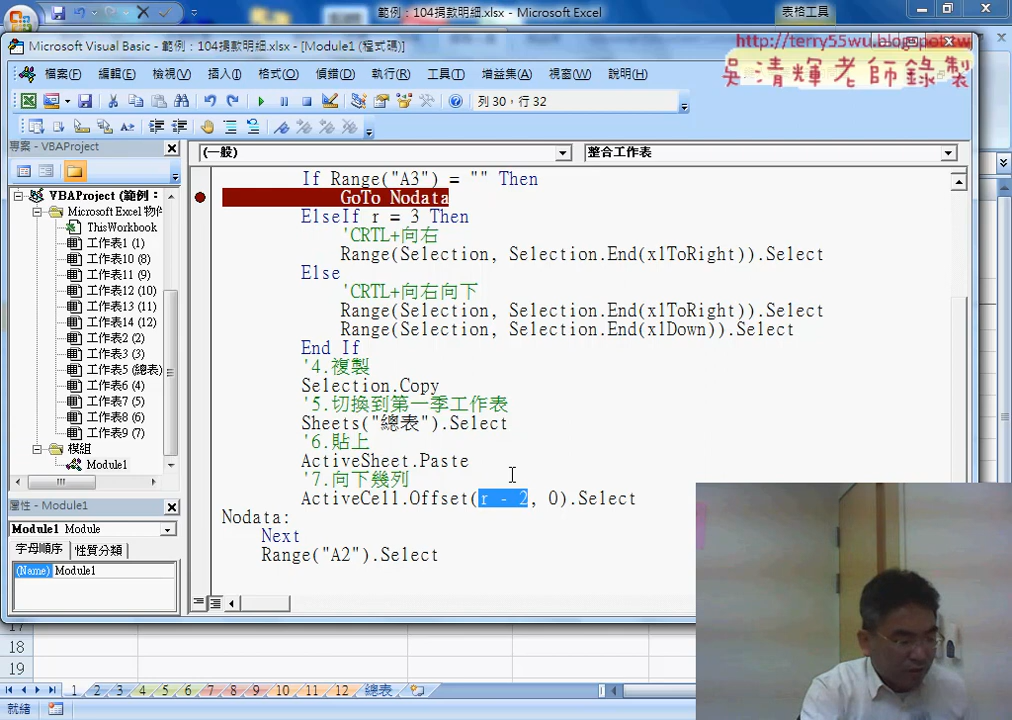 範例：104捐款明細.xlsx - Microsoft Excel
表格工具
Microsoft Visual Basic - 範例：104捐款明細.xlsx - [Module1 (程式碼)]
http://terry55wu.blogspot.tw
吳清輝老師錄製
檔案(F) 編輯(E) 檢視(V) 插入(I) 格式(O) 偵錯(D) 執行(R) 工具(T) 增益集(A) 視窗(W) 說明(H)
列 30，行 32
專案 - VBAProject
(一般)
整合工作表
VBAProject (範例：
Microsoft Excel 物件
ThisWorkbook
工作表1 (1)
工作表10 (8)
工作表11 (9)
工作表12 (10)
工作表13 (11)
工作表14 (12)
工作表2 (2)
工作表3 (3)
工作表5 (總表)
工作表6 (4)
工作表7 (5)
工作表8 (6)
工作表9 (7)
模組
Module1
屬性 - Module1
Module1 Module
字母順序 性質分類
(Name) Module1
If Range("A3") = "" Then
GoTo Nodata
ElseIf r = 3 Then
'CRTL+向右
Range(Selection, Selection.End(xlToRight)).Select
Else
'CRTL+向右向下
Range(Selection, Selection.End(xlToRight)).Select
Range(Selection, Selection.End(xlDown)).Select
End If
'4.複製
Selection.Copy
'5.切換到第一季工作表
Sheets("總表").Select
'6.貼上
ActiveSheet.Paste
'7.向下幾列
ActiveCell.Offset(r - 2, 0).Select
Nodata:
Next
Range("A2").Select
17
18
19
1 2 3 4 5 6 7 8 9 10 11 12 總表
就緒